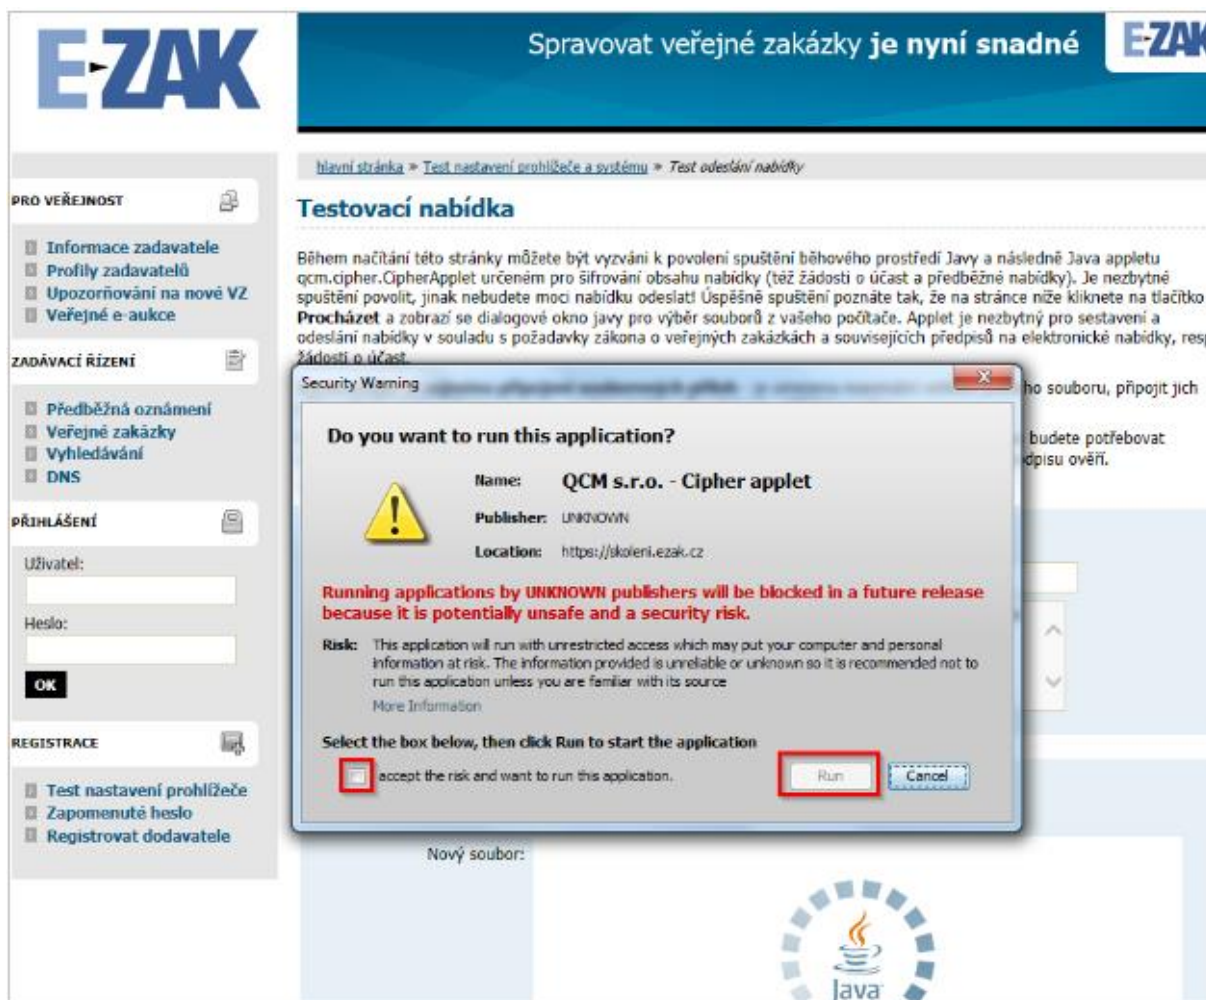 E-ZAK
Spravovat veřejné zakázky je nyní snadné
E-ZAK
hlavní stránka » Test nastavení prohlížeče a systému » Test odeslání nabídky
PRO VEŘEJNOST
Informace zadavatele
Profily zadavatelů
Upozorňování na nové VZ
Veřejné e-aukce
ZADÁVACÍ ŘÍZENÍ
Předběžná oznámení
Veřejné zakázky
Vyhledávání
DNS
PŘIHLÁŠENÍ
Uživatel:
Heslo:
OK
REGISTRACE
Test nastavení prohlížeče
Zapomenuté heslo
Registrovat dodavatele
Testovací nabídka
Během načítání této stránky můžete být vyzváni k povolení spuštění běhového prostředí Javy a následně Java appletu
qcm.cipher.CipherApplet určeném pro šifrování obsahu nabídky (též žádosti o účast a předběžné nabídky). Je nezbytné
spuštění povolit, jinak nebudete moci nabídku odeslat! Úspěšné spuštění poznáte tak, že na stránce níže kliknete na tlačítko
Procházet a zobrazí se dialogové okno javy pro výběr souborů z vašeho počítače. Applet je nezbytný pro sestavení a
odeslání nabídky v souladu s požadavky zákona o veřejných zakázkách a souvisejících předpisů na elektronické nabídky, resp
žádosti o účast.
ho souboru, připojit jich
budete potřebovat
dpisu ověří.
Security Warning
Do you want to run this application?
Name: QCM s.r.o. - Cipher applet
Publisher: UNKNOWN
Location: https://skoleni.ezak.cz
Running applications by UNKNOWN publishers will be blocked in a future release
because it is potentially unsafe and a security risk.
Risk: This application will run with unrestricted access which may put your computer and personal
information at risk. The information provided is unreliable or unknown so it is recommended not to
run this application unless you are familiar with its source
More Information
Select the box below, then click Run to start the application
accept the risk and want to run this application.
Run
Cancel
Nový soubor:
Java